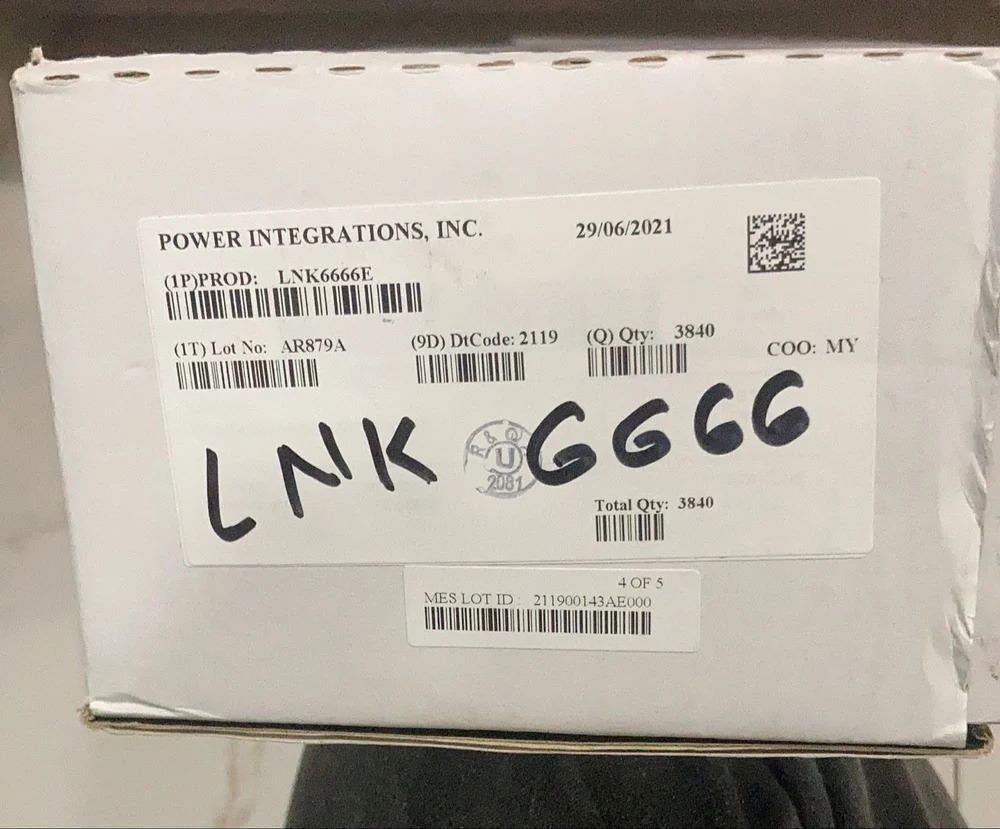 POWER INTEGRATIONS, INC. 29/06/2021
(1P)PROD: LNK6666E
(1T) Lot No: AR879A (9D) DtCode: 2119 (Q) Qty: 3840
COO: MY
LNK 6666
R & Q
U
2081
Total Qty: 3840
4 OF 5
MES LOT ID : 211900143AE000